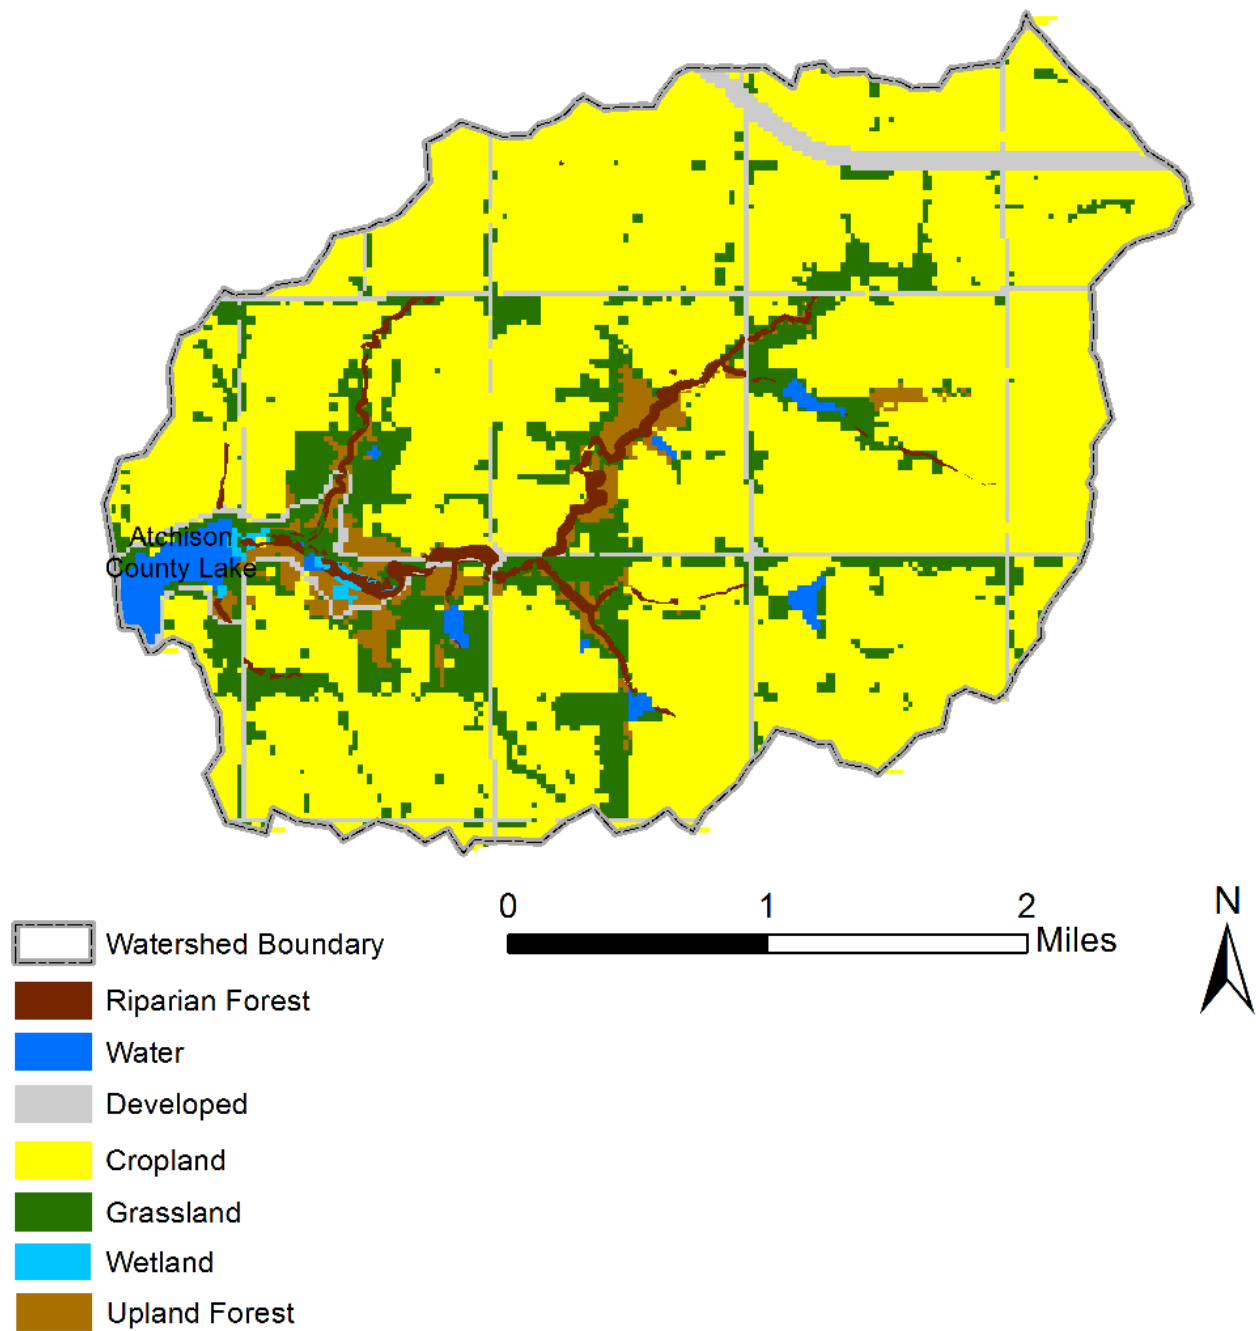 Atchison
County Lake
0 1 2
Miles
N
Watershed Boundary
Riparian Forest
Water
Developed
Cropland
Grassland
Wetland
Upland Forest